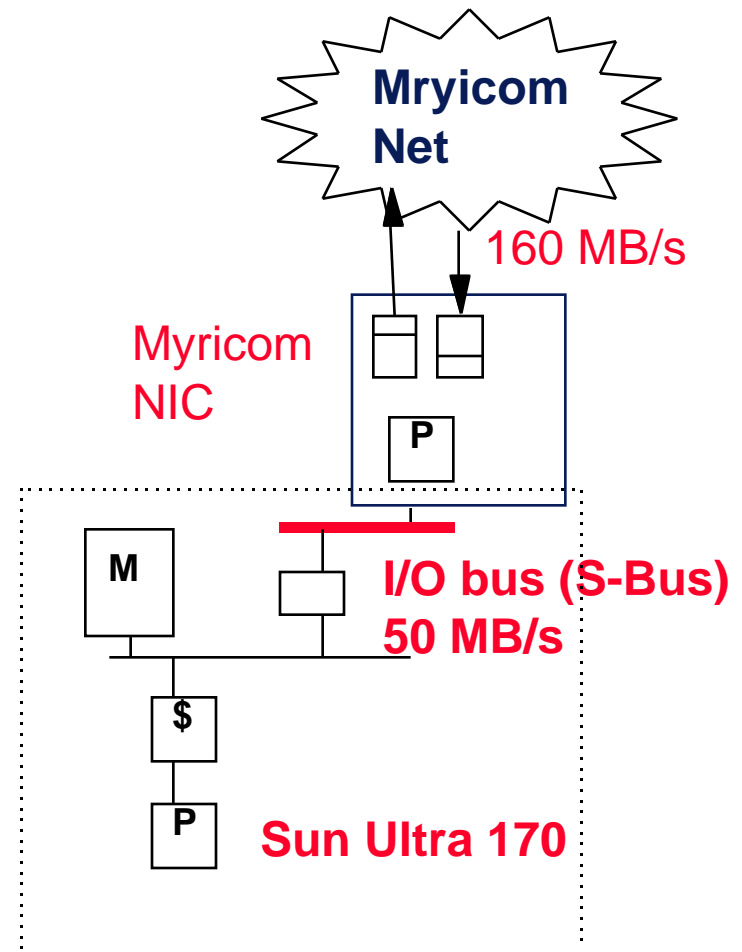 Mryicom
Net
160 MB/s
Myricom
NIC
P
M
I/O bus (S-Bus)
50 MB/s
$
P
Sun Ultra 170